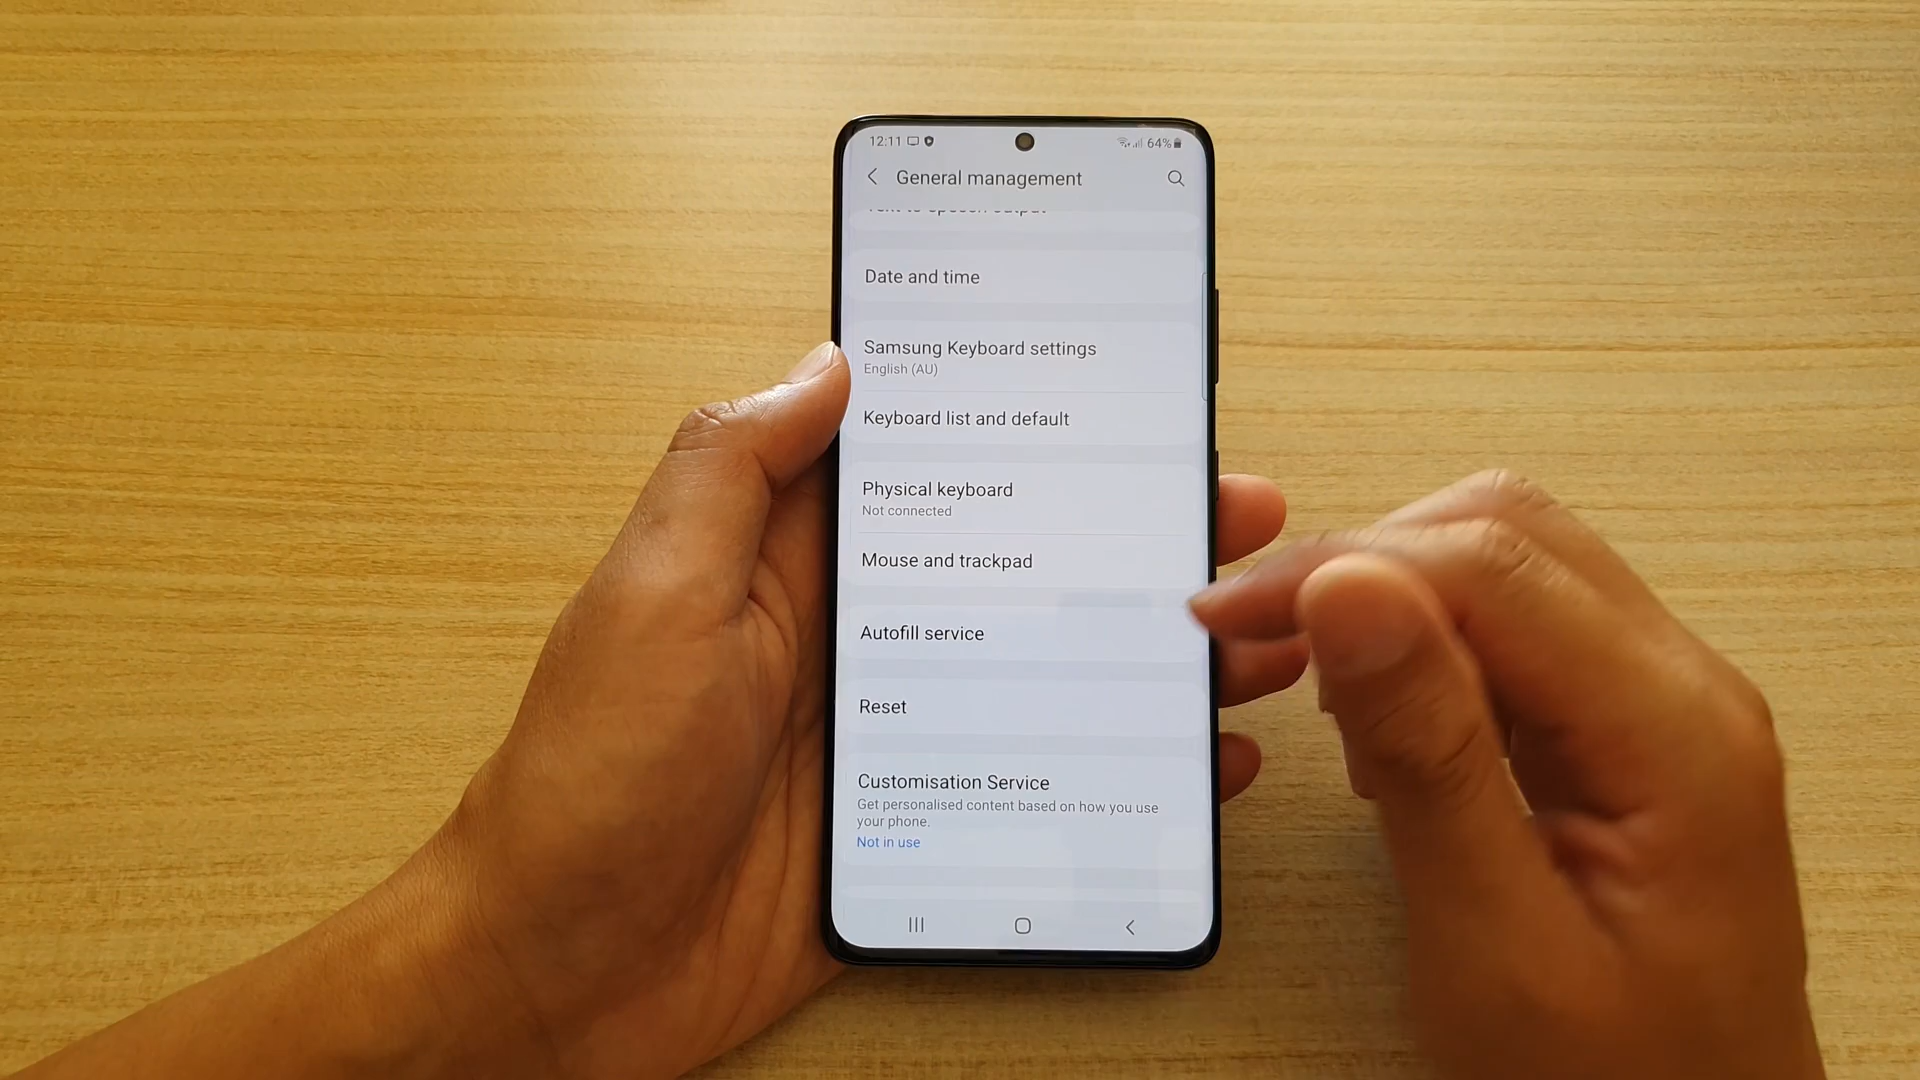 12:11
64%
General management
Date and time
Samsung Keyboard settings
English (AU)
Keyboard list and default
Physical keyboard
Not connected
Mouse and trackpad
Autofill service
Reset
Customisation Service
Get personalised content based on how you use
your phone.
Not in use